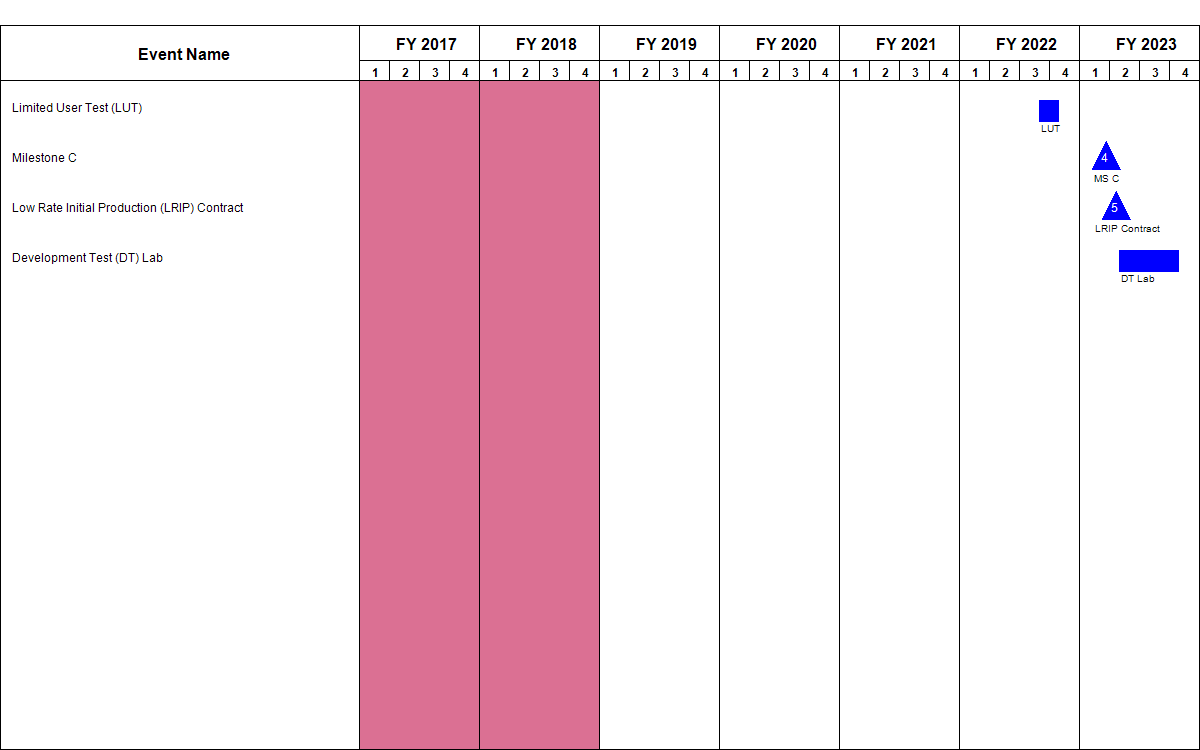 Event Name
FY 2017 FY 2018 FY 2019 FY 2020 FY 2021 FY 2022 FY 2023
1 2 3 4 1 2 3 4 1 2 3 4 1 2 3 4 1 2 3 4 1 2 3 4 1 2 3 4
Limited User Test (LUT)
LUT
Milestone C
4
MS C
Low Rate Initial Production (LRIP) Contract
5
LRIP Contract
Development Test (DT) Lab
DT Lab